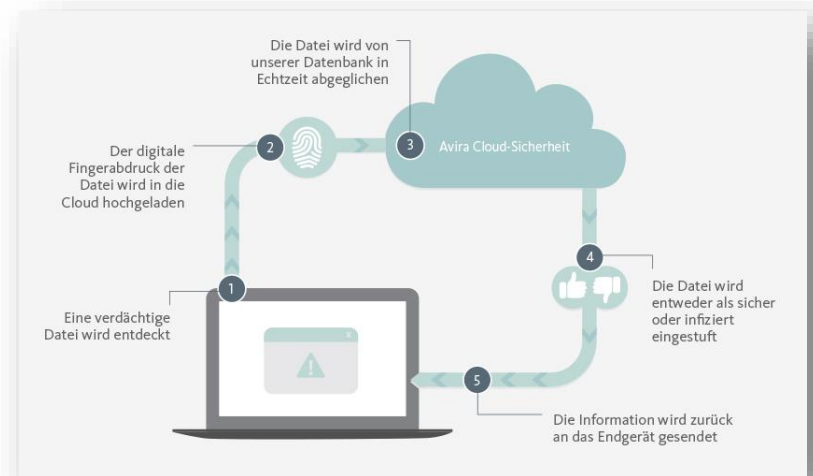 1
Eine verdächtige
Datei wird entdeckt
2
Der digitale
Fingerabdruck der
Datei wird in die
Cloud hochgeladen
3
Die Datei wird von
unserer Datenbank in
Echtzeit abgeglichen
Avira Cloud-Sicherheit
4
Die Datei wird
entweder als sicher
oder infiziert
eingestuft
5
Die Information wird zurück
an das Endgerät gesendet
x
!